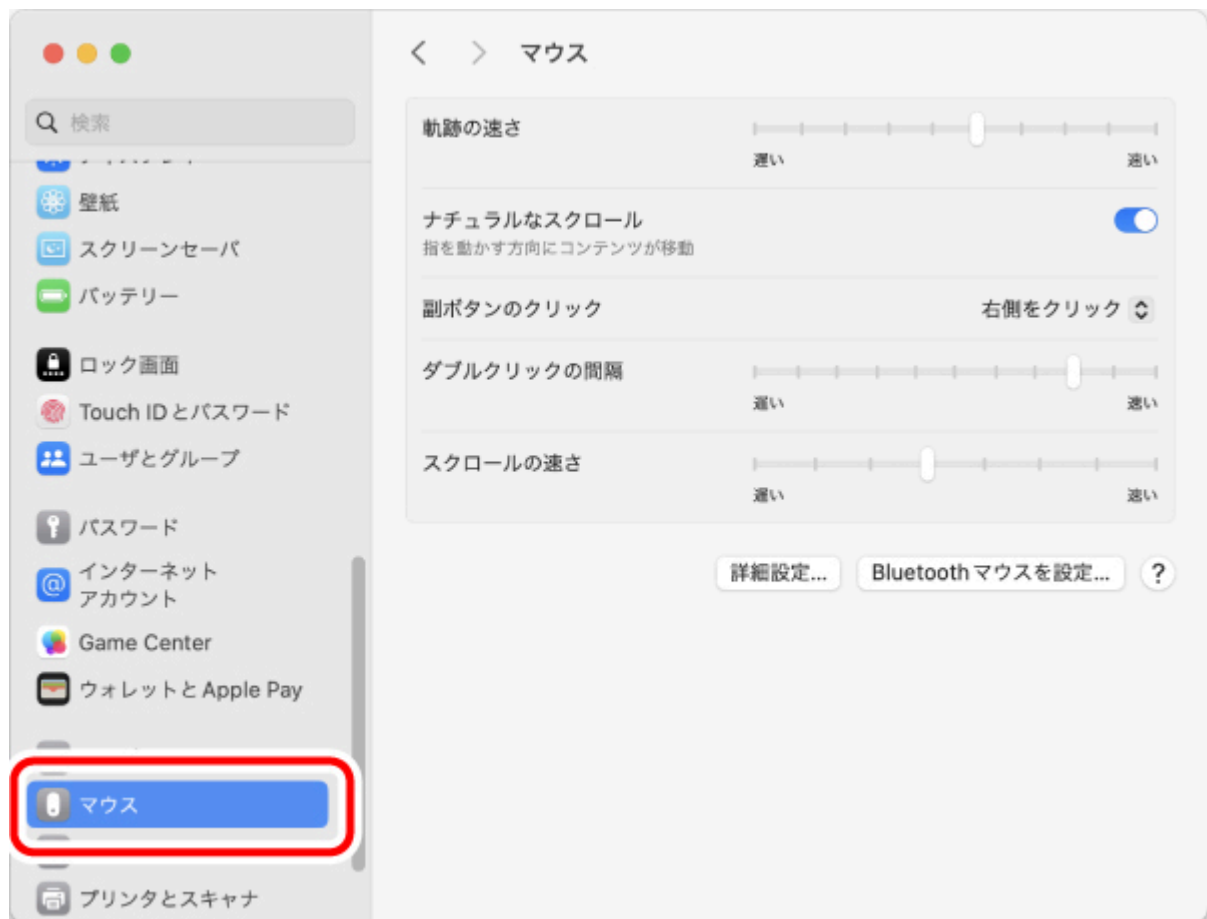 マウス
検索
壁紙
スクリーンセーバ
バッテリー
ロック画面
Touch IDとパスワード
ユーザとグループ
パスワード
インターネット
アカウント
Game Center
ウォレットとApple Pay
マウス
プリンタとスキャナ
軌跡の速さ
遅い 速い
ナチュラルなスクロール
指を動かす方向にコンテンツが移動
副ボタンのクリック 右側をクリック
ダブルクリックの間隔
遅い 速い
スクロールの速さ
遅い 速い
詳細設定... Bluetoothマウスを設定... ?